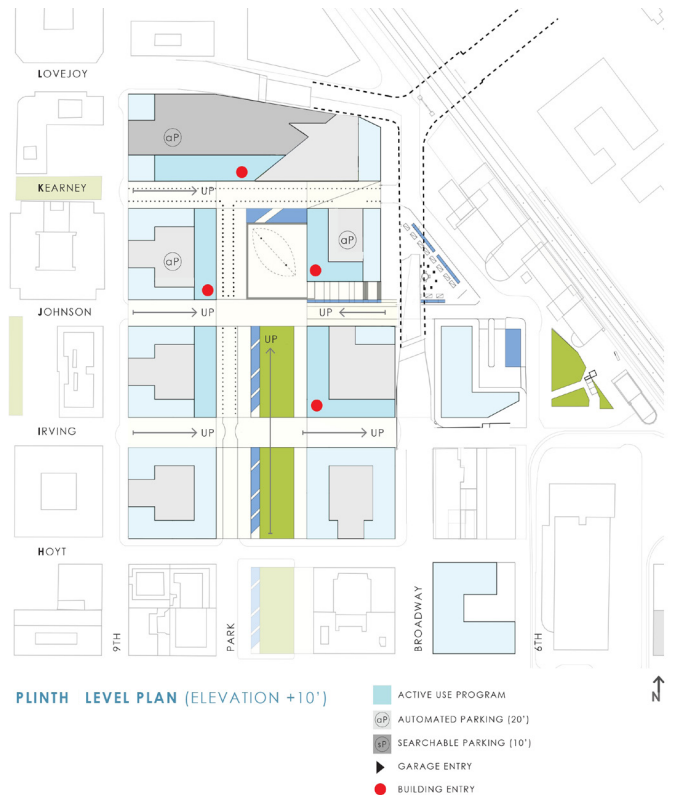 LOVEJOY
aP
KEARNEY
UP
aP
aP
JOHNSON
UP
UP
UP
IRVING
UP
UP
HOYT
9TH
PARK
BROADWAY
6TH
N
PLINTH LEVEL PLAN (ELEVATION +10')
ACTIVE USE PROGRAM
aP AUTOMATED PARKING (20')
sP SEARCHABLE PARKING (10')
GARAGE ENTRY
BUILDING ENTRY